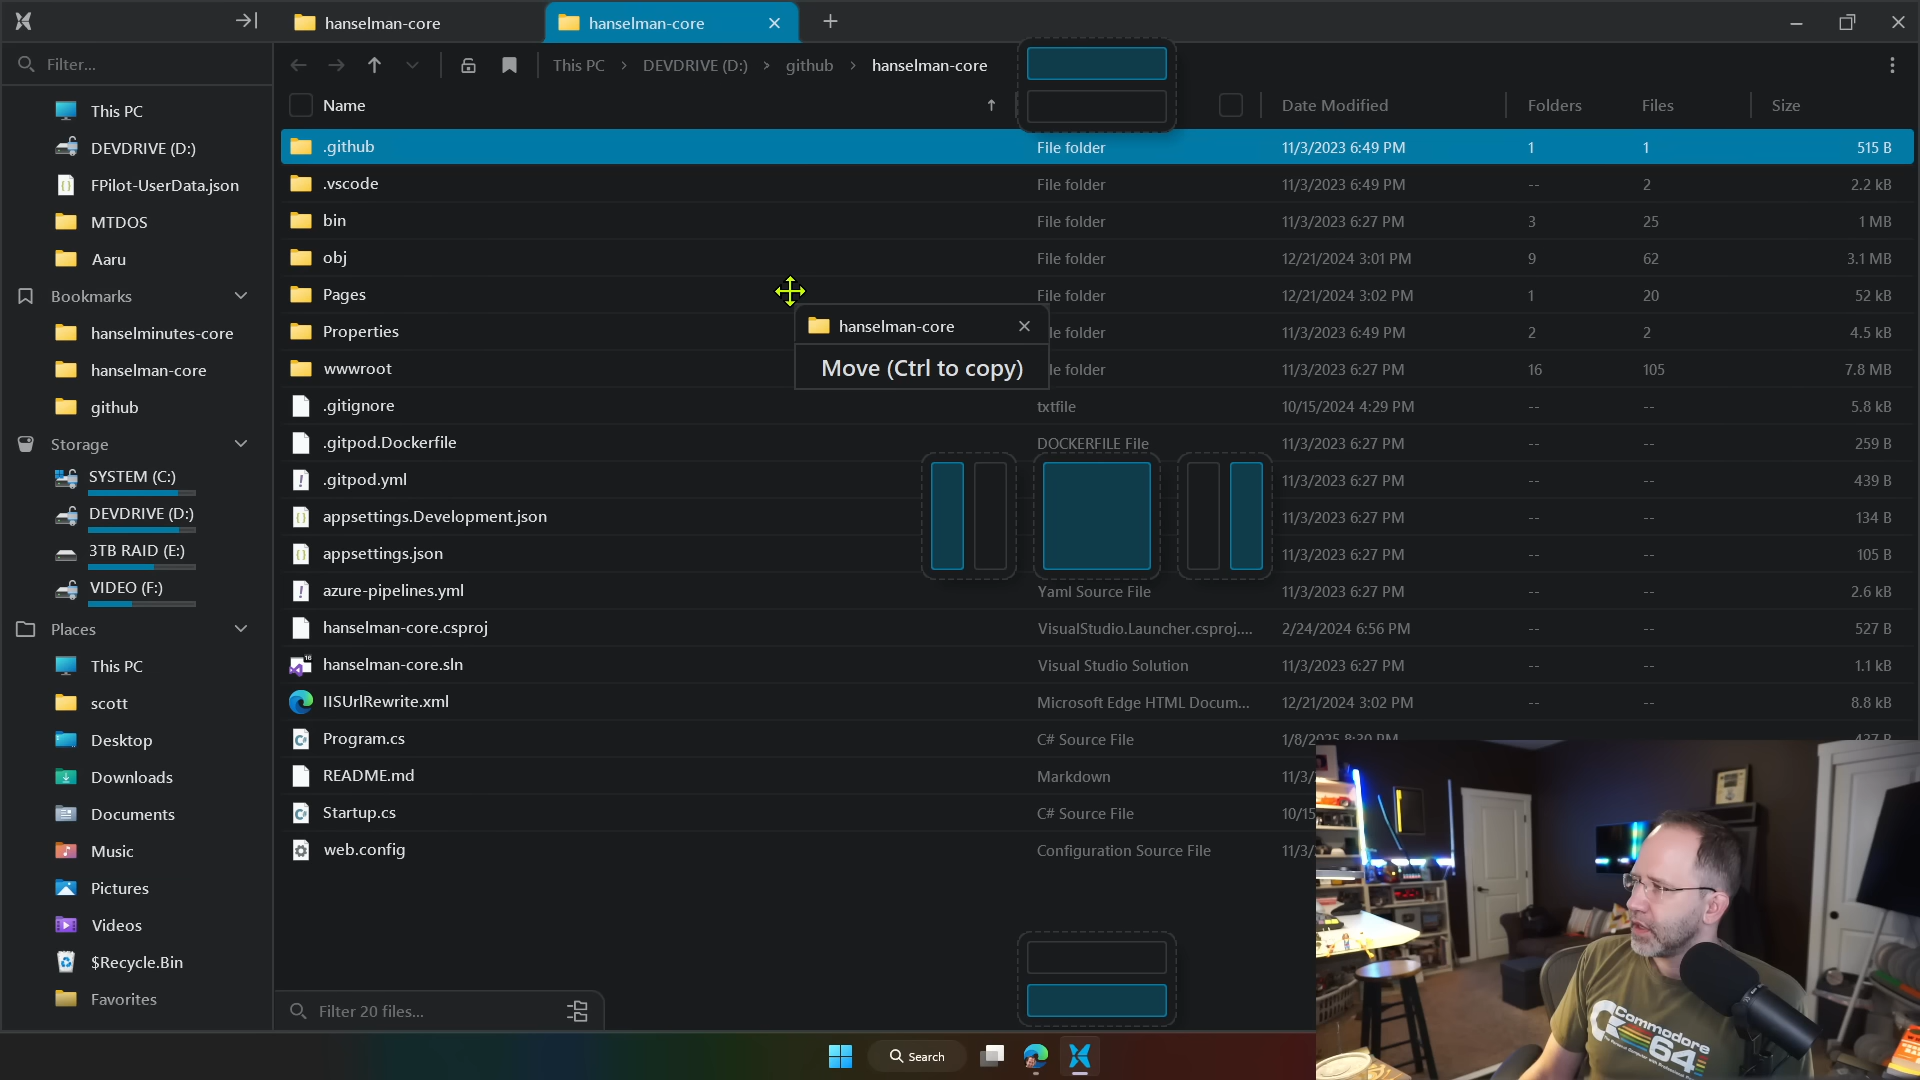 hanselman-core
hanselman-core
Filter...
This PC
DEVDRIVE (D:)
github
hanselman-core
Name
Date Modified
Folders
Files
Size
This PC
DEVDRIVE (D:)
FPilot-UserData.json
MTDOS
Aaru
Bookmarks
hanselminutes-core
hanselman-core
github
Storage
SYSTEM (C:)
DEVDRIVE (D:)
3TB RAID (E:)
VIDEO (F:)
Places
This PC
scott
Desktop
Downloads
Documents
Music
Pictures
Videos
$Recycle.Bin
Favorites
.github File folder 11/3/2023 6:49 PM 1 1 515 B
.vscode File folder 11/3/2023 6:49 PM -- 2 2.2 kB
bin File folder 11/3/2023 6:27 PM 3 25 1 MB
obj File folder 12/21/2024 3:01 PM 9 62 3.1 MB
Pages File folder 12/21/2024 3:02 PM 1 20 52 kB
Properties folder 11/3/2023 6:49 PM 2 2 4.5 kB
wwwroot folder 11/3/2023 6:27 PM 16 105 7.8 MB
.gitignore txtfile 10/15/2024 4:29 PM -- -- 5.8 kB
.gitpod.Dockerfile DOCKERFILE File 11/3/2023 6:27 PM -- -- 259 B
.gitpod.yml 11/3/2023 6:27 PM -- -- 439 B
appsettings.Development.json 11/3/2023 6:27 PM -- -- 134 B
appsettings.json 11/3/2023 6:27 PM -- -- 105 B
azure-pipelines.yml Yaml Source File 11/3/2023 6:27 PM -- -- 2.6 kB
hanselman-core.csproj VisualStudio.Launcher.csproj.... 2/24/2024 6:56 PM -- -- 527 B
hanselman-core.sln Visual Studio Solution 11/3/2023 6:27 PM -- -- 1.1 kB
IISUrlRewrite.xml Microsoft Edge HTML Docum... 12/21/2024 3:02 PM -- -- 8.8 kB
Program.cs C# Source File 1/8/2025 8:30 PM 437 B
README.md Markdown 11/3/
Startup.cs C# Source File 10/15
web.config Configuration Source File 11/3/
hanselman-core
Move (Ctrl to copy)
Filter 20 files...
Search
Commodore
64